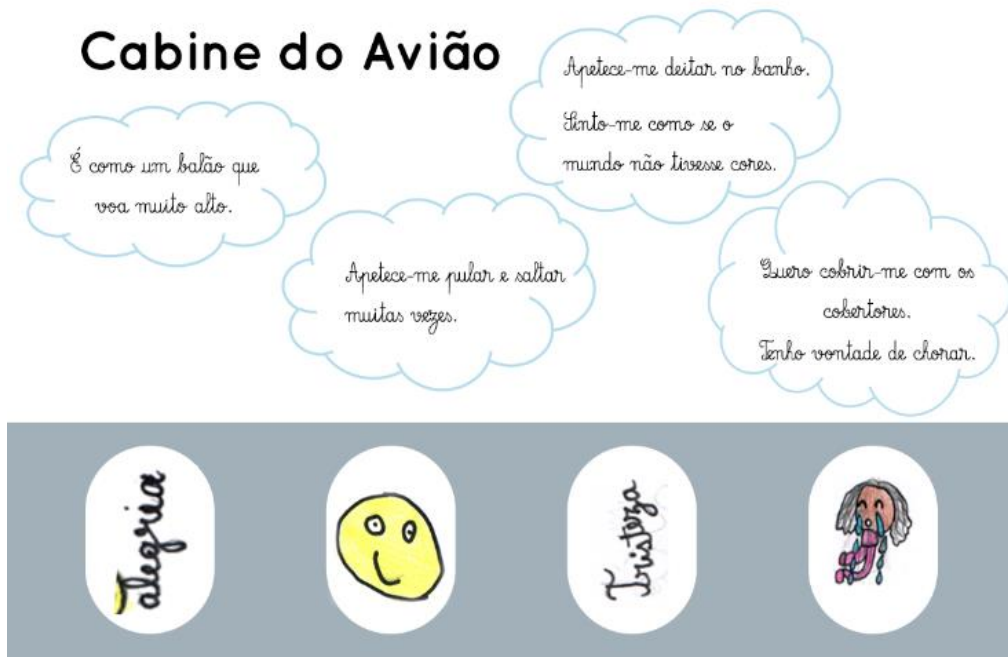 Cabine do Avião
É como um balão que
voa muito alto.
Apetece-me pular e saltar
muitas vezes.
Apetece-me deitar no banho.
Sinto-me como se o
mundo não tivesse cores.
Quero cobrir-me com os
cobertores.
Tenho vontade de chorar.
Alegria
Tristeza